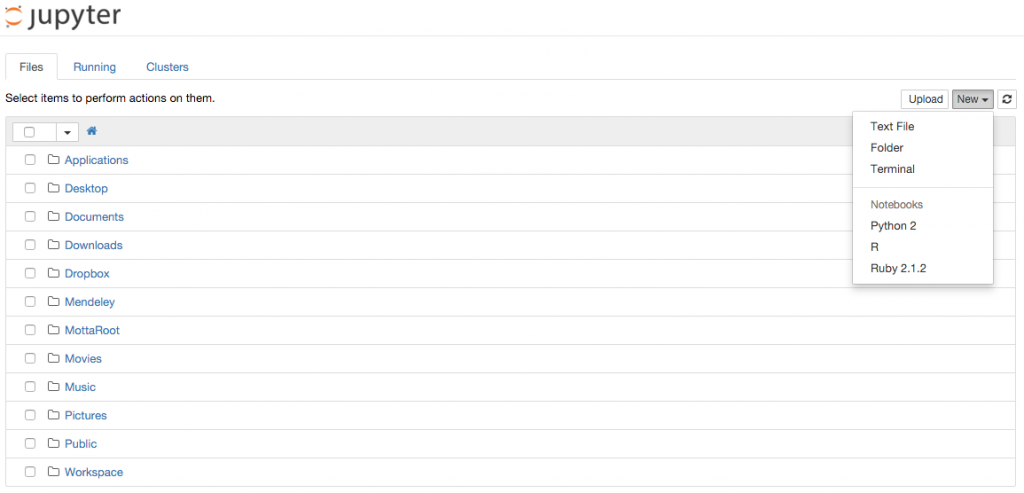 jupyter
Files Running Clusters
Select items to perform actions on them.
Upload New
Text File
Folder
Terminal
Notebooks
Python 2
R
Ruby 2.1.2
Applications
Desktop
Documents
Downloads
Dropbox
Mendeley
MottaRoot
Movies
Music
Pictures
Public
Workspace